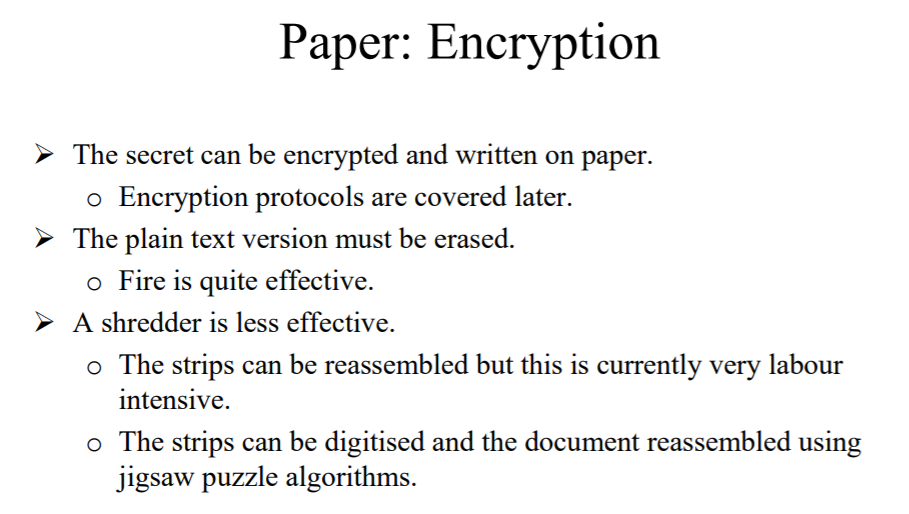 Paper: Encryption
➢ The secret can be encrypted and written on paper.
o Encryption protocols are covered later.
➢ The plain text version must be erased.
o Fire is quite effective.
➢ A shredder is less effective.
o The strips can be reassembled but this is currently very labour
intensive.
o The strips can be digitised and the document reassembled using
jigsaw puzzle algorithms.